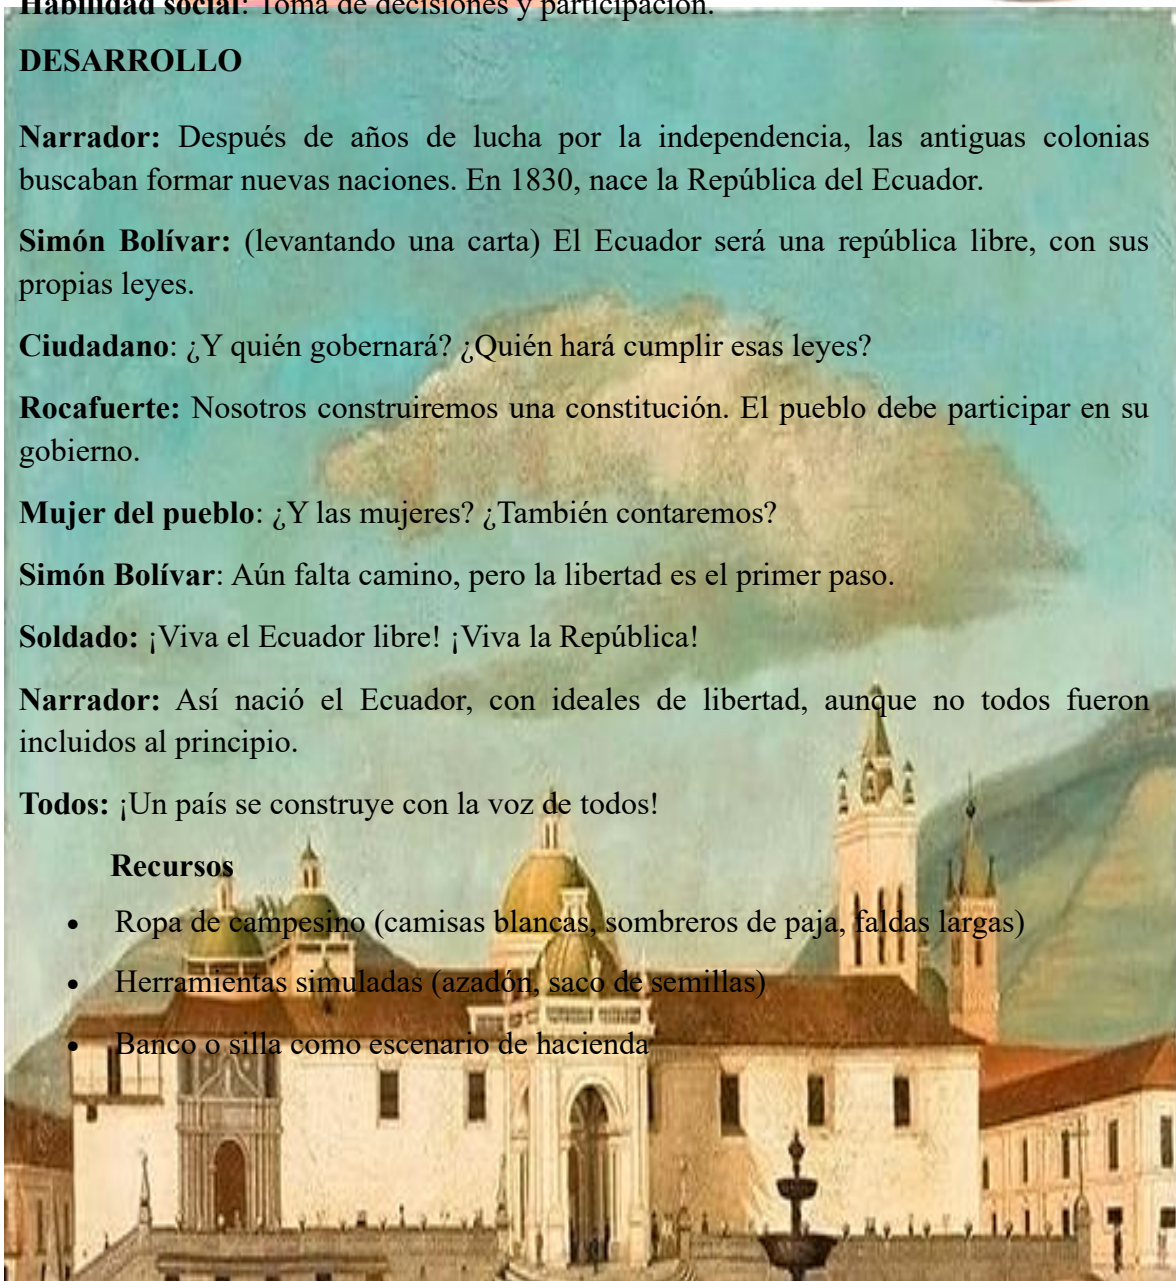 Habilidad social: Toma de decisiones y participación.
DESARROLLO
Narrador: Después de años de lucha por la independencia, las antiguas colonias
buscaban formar nuevas naciones. En 1830, nace la República del Ecuador.
Simón Bolívar: (levantando una carta) El Ecuador será una república libre, con sus
propias leyes.
Ciudadano: ¿Y quién gobernará? ¿Quién hará cumplir esas leyes?
Rocafuerte: Nosotros construiremos una constitución. El pueblo debe participar en su
gobierno.
Mujer del pueblo: ¿Y las mujeres? ¿También contaremos?
Simón Bolívar: Aún falta camino, pero la libertad es el primer paso.
Soldado: ¡Viva el Ecuador libre! ¡Viva la República!
Narrador: Así nació el Ecuador, con ideales de libertad, aunque no todos fueron
incluidos al principio.
Todos: ¡Un país se construye con la voz de todos!
Recursos
• Ropa de campesino (camisas blancas, sombreros de paja, faldas largas)
• Herramientas simuladas (azadón, saco de semillas)
• Banco o silla como escenario de hacienda